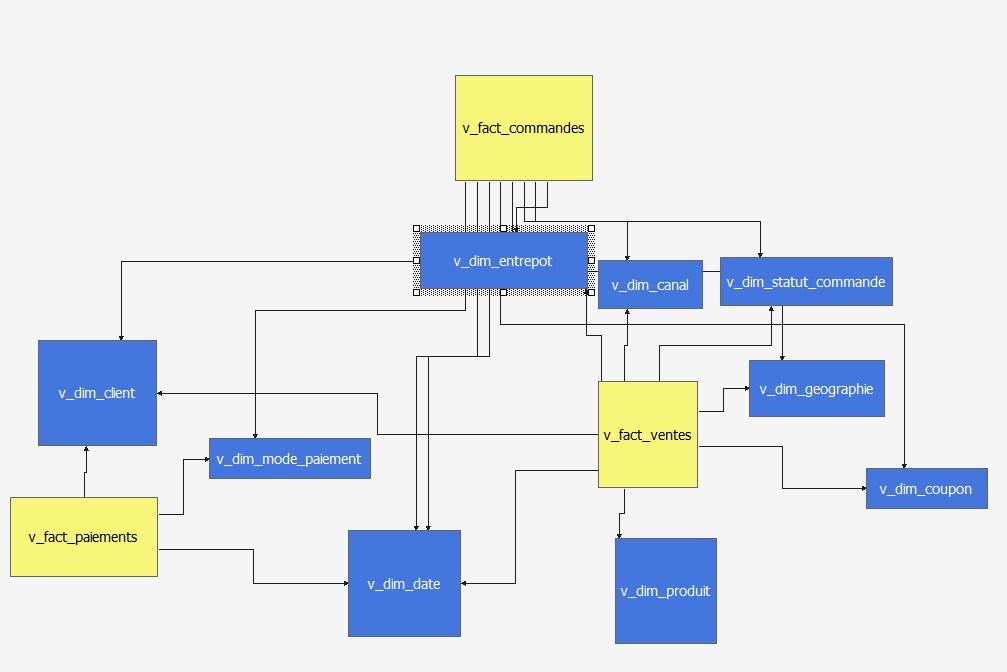 v_fact_commandes
v_dim_entrepot
v_dim_canal
v_dim_statut_commande
v_dim_client
v_dim_geographie
v_fact_ventes
v_dim_mode_paiement
v_dim_coupon
v_fact_paiements
v_dim_date
v_dim_produit